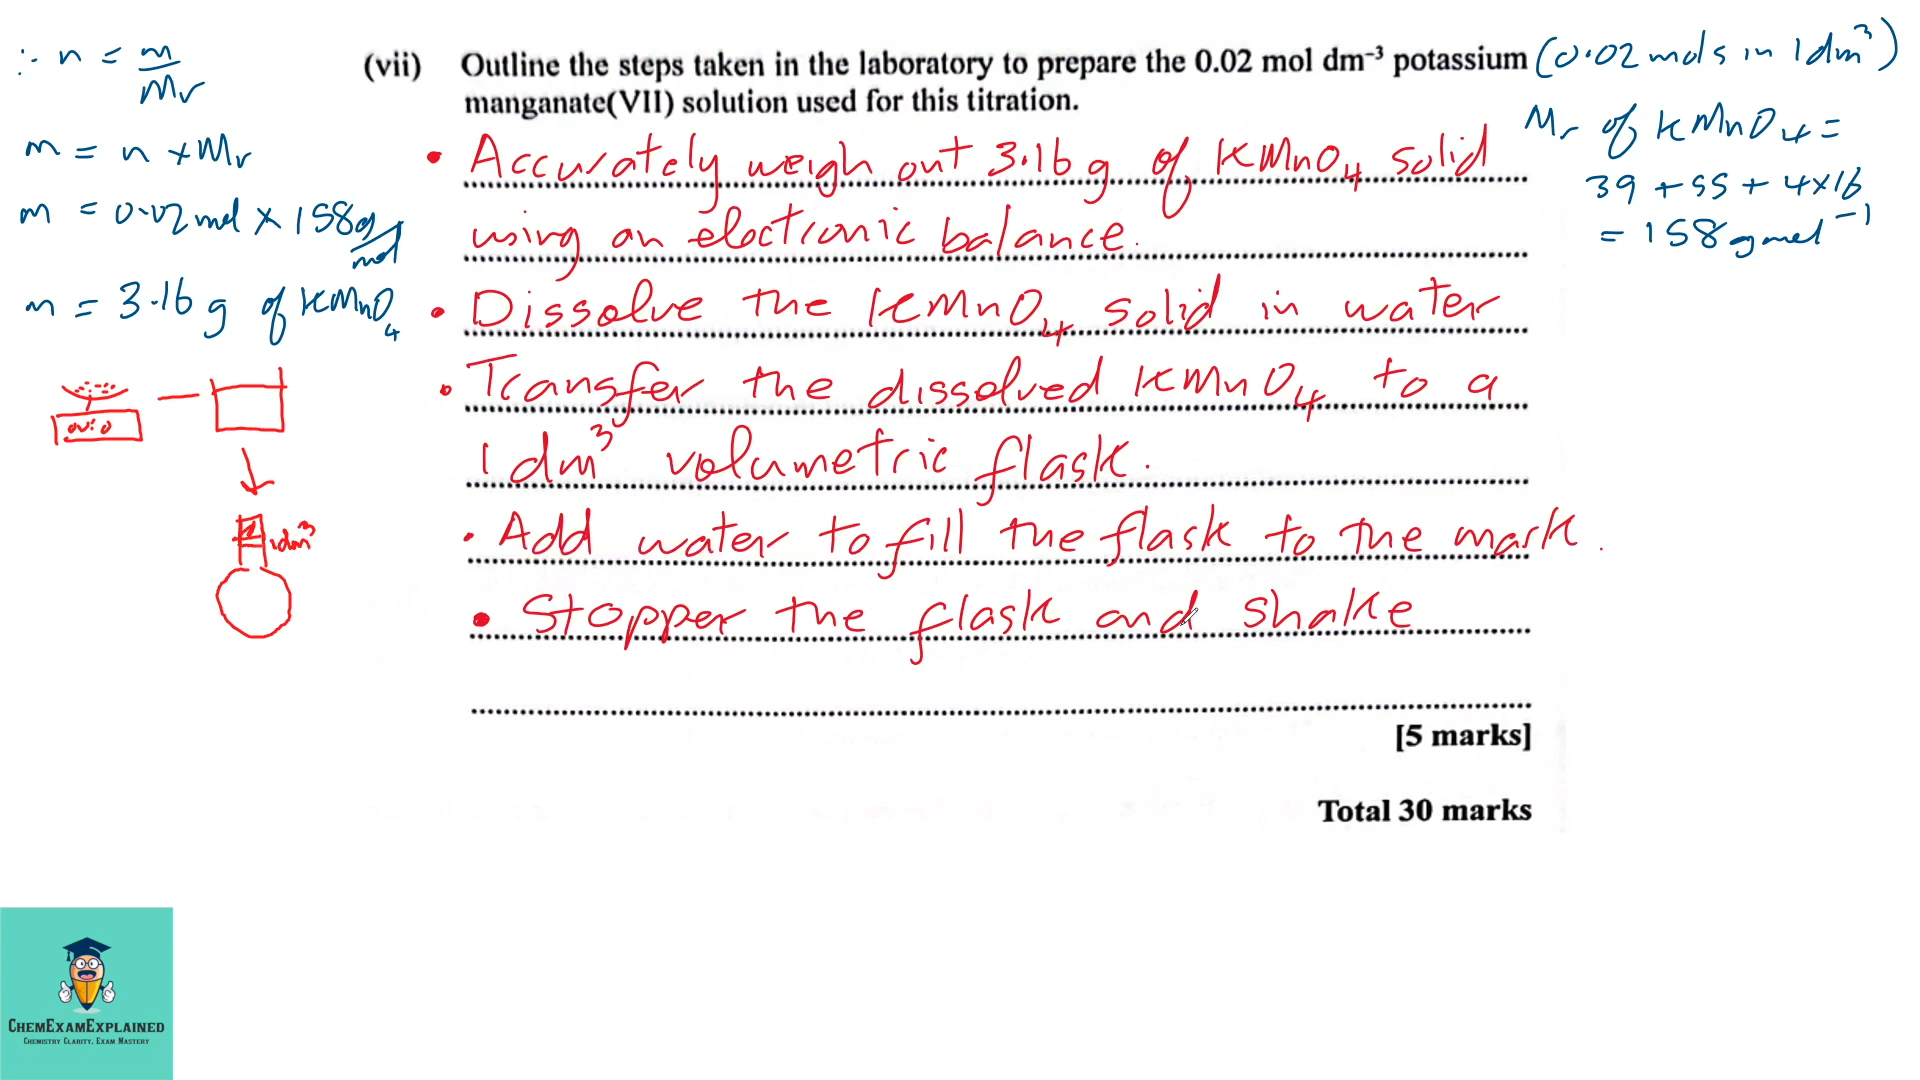 ∴ n = m/Mr
m = n × Mr
m = 0.02 mol × 158 g/mol
m = 3.16 g of KMnO4
1dm³
(vii) Outline the steps taken in the laboratory to prepare the 0.02 mol dm⁻³ potassium
manganate(VII) solution used for this titration.
• Accurately weigh out 3.16 g of KMnO4 solid
using an electronic balance.
• Dissolve the KMnO4 solid in water
• Transfer the dissolved KMnO4 to a
1 dm³ volumetric flask.
• Add water to fill the flask to the mark.
• Stopper the flask and shake
[5 marks]
Total 30 marks
(0.02 mols in 1 dm³)
Mr of KMnO4 =
39 + 55 + 4×16
= 158 g mol⁻¹
CHEMEXAMEXPLAINED
CHEMISTRY CLARITY. EXAM MASTERY